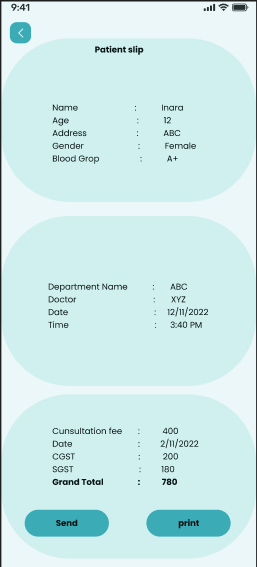 9:41
Patient slip
Name : Inara
Age : 12
Address : ABC
Gender : Female
Blood Grop : A+
Department Name : ABC
Doctor : XYZ
Date : 12/11/2022
Time : 3:40 PM
Cunsultation fee : 400
Date : 2/11/2022
CGST : 200
SGST : 180
Grand Total : 780
Send print